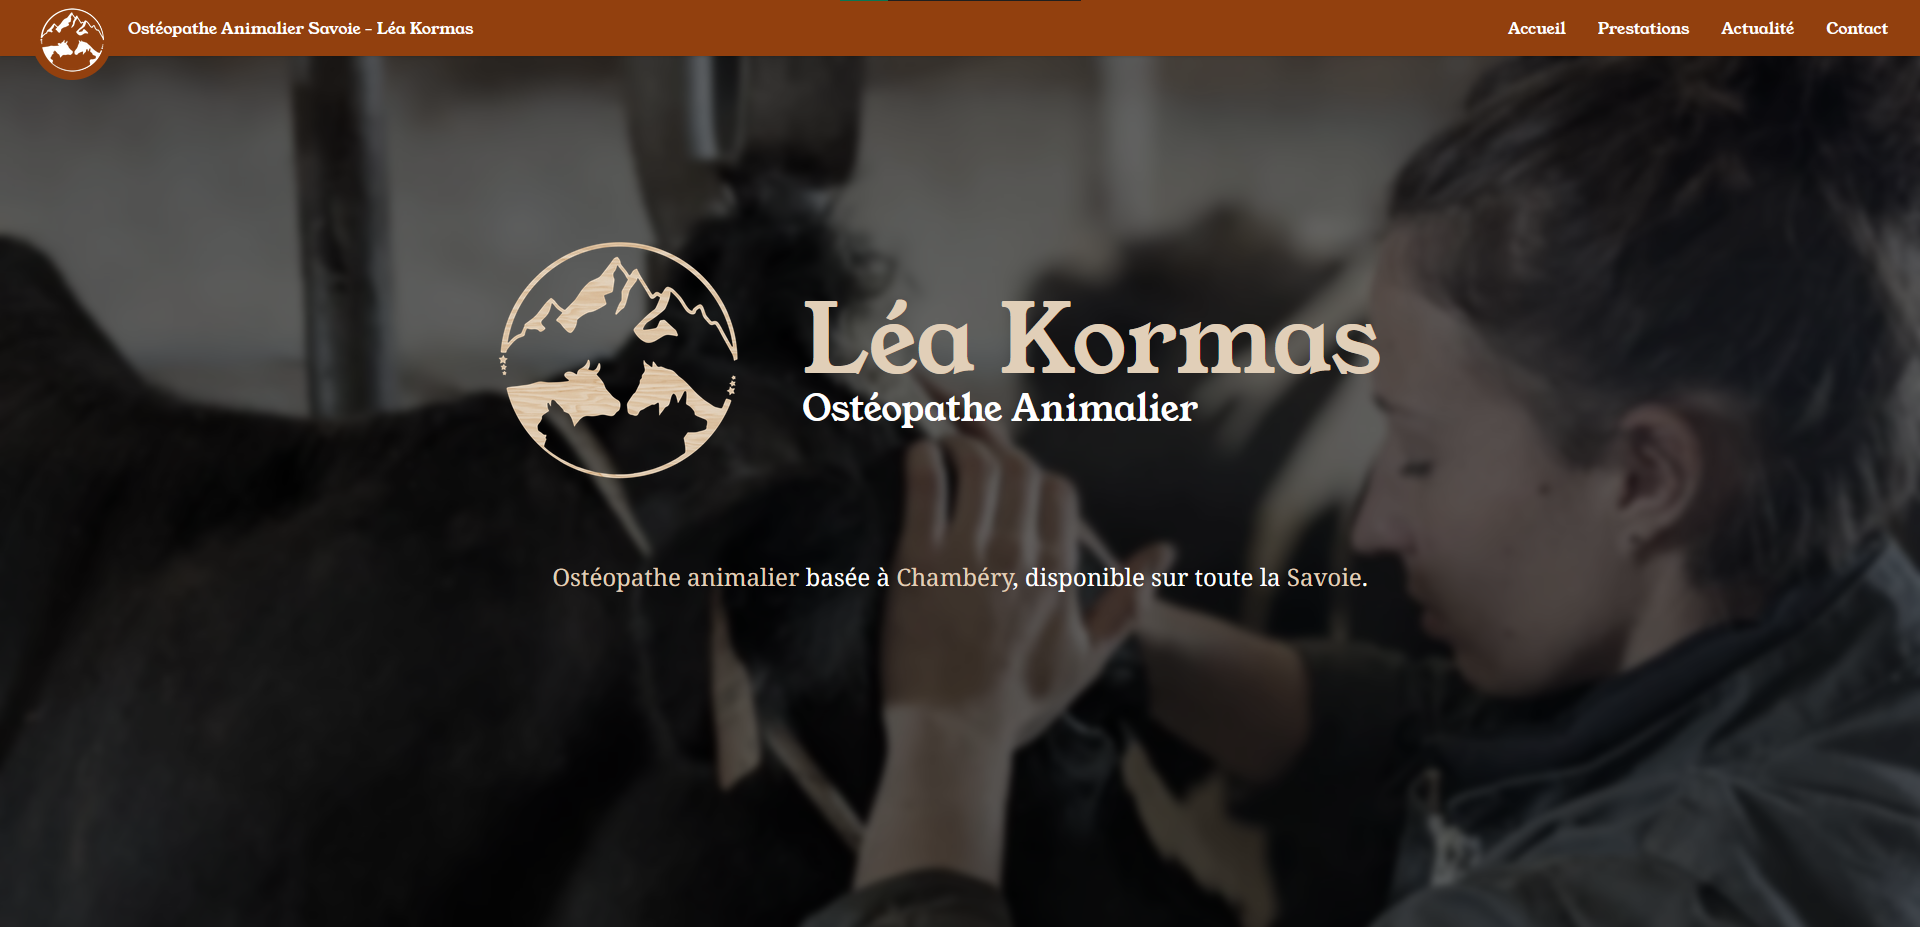 Ostéopathe Animalier Savoie - Léa Kormas
Accueil Prestations Actualité Contact
Léa Kormas
Ostéopathe Animalier
Ostéopathe animalier basée à Chambéry, disponible sur toute la Savoie.